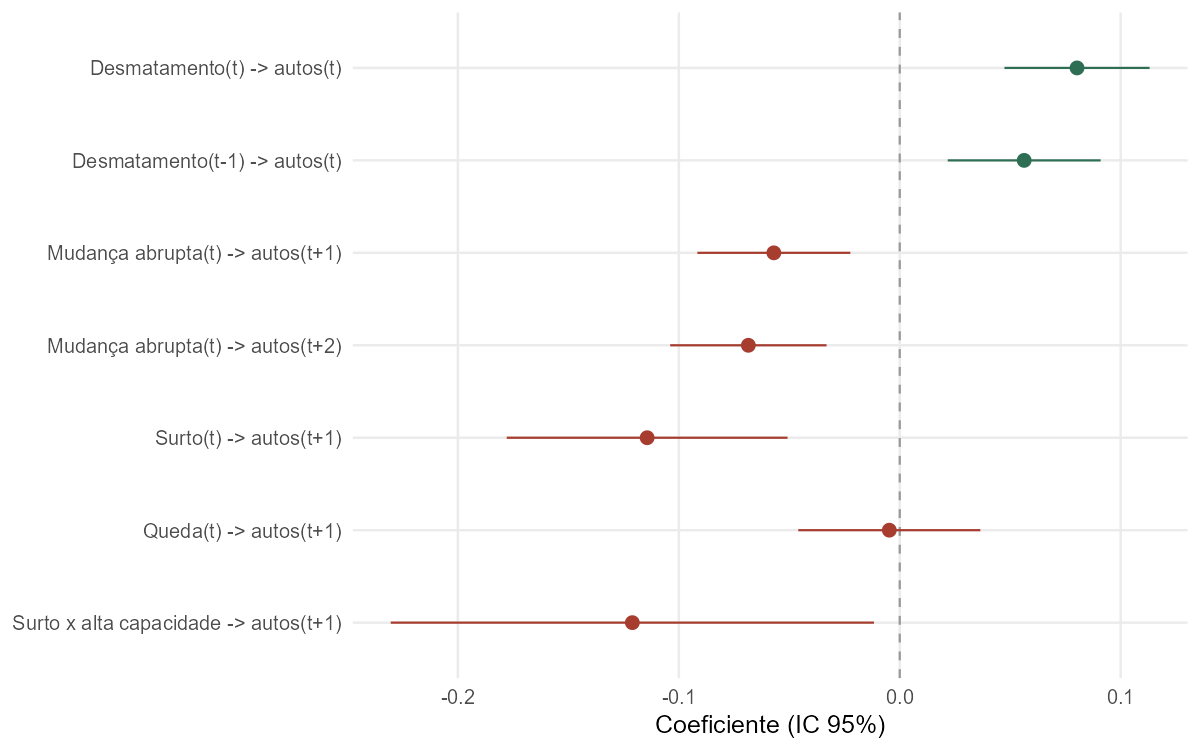 Desmatamento(t) -> autos(t)
Desmatamento(t-1) -> autos(t)
Mudança abrupta(t) -> autos(t+1)
Mudança abrupta(t) -> autos(t+2)
Surto(t) -> autos(t+1)
Queda(t) -> autos(t+1)
Surto x alta capacidade -> autos(t+1)
-0.2 -0.1 0.0 0.1
Coeficiente (IC 95%)